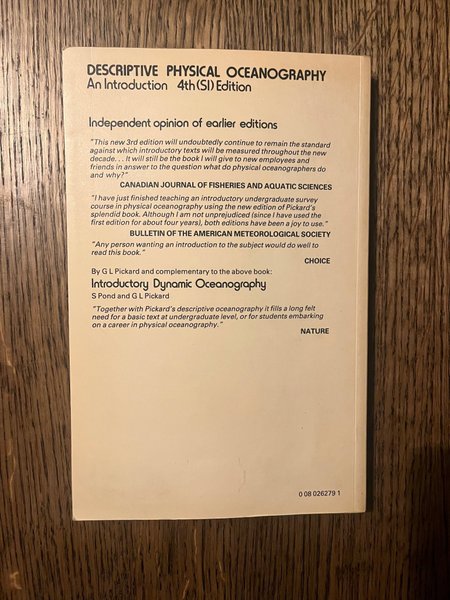 DESCRIPTIVE PHYSICAL OCEANOGRAPHY
An Introduction 4th (SI) Edition
Independent opinion of earlier editions
"This new 3rd edition will undoubtedly continue to remain the standard
against which introductory texts will be measured throughout the new
decade... It will still be the book I will give to new employees and
friends in answer to the question what do physical oceanographers do
and why?"
CANADIAN JOURNAL OF FISHERIES AND AQUATIC SCIENCES
"I have just finished teaching an introductory undergraduate survey
course in physical oceanography using the new edition of Pickard's
splendid book. Although I am not unprejudiced (since I have used the
first edition for about four years), both editions have been a joy to use."
BULLETIN OF THE AMERICAN METEOROLOGICAL SOCIETY
"Any person wanting an introduction to the subject would do well to
read this book."
CHOICE
By G L Pickard and complementary to the above book:
Introductory Dynamic Oceanography
S Pond and G L Pickard
"Together with Pickard's descriptive oceanography it fills a long felt
need for a basic text at undergraduate level, or for students embarking
on a career in physical oceanography."
NATURE
0 08 026279 1